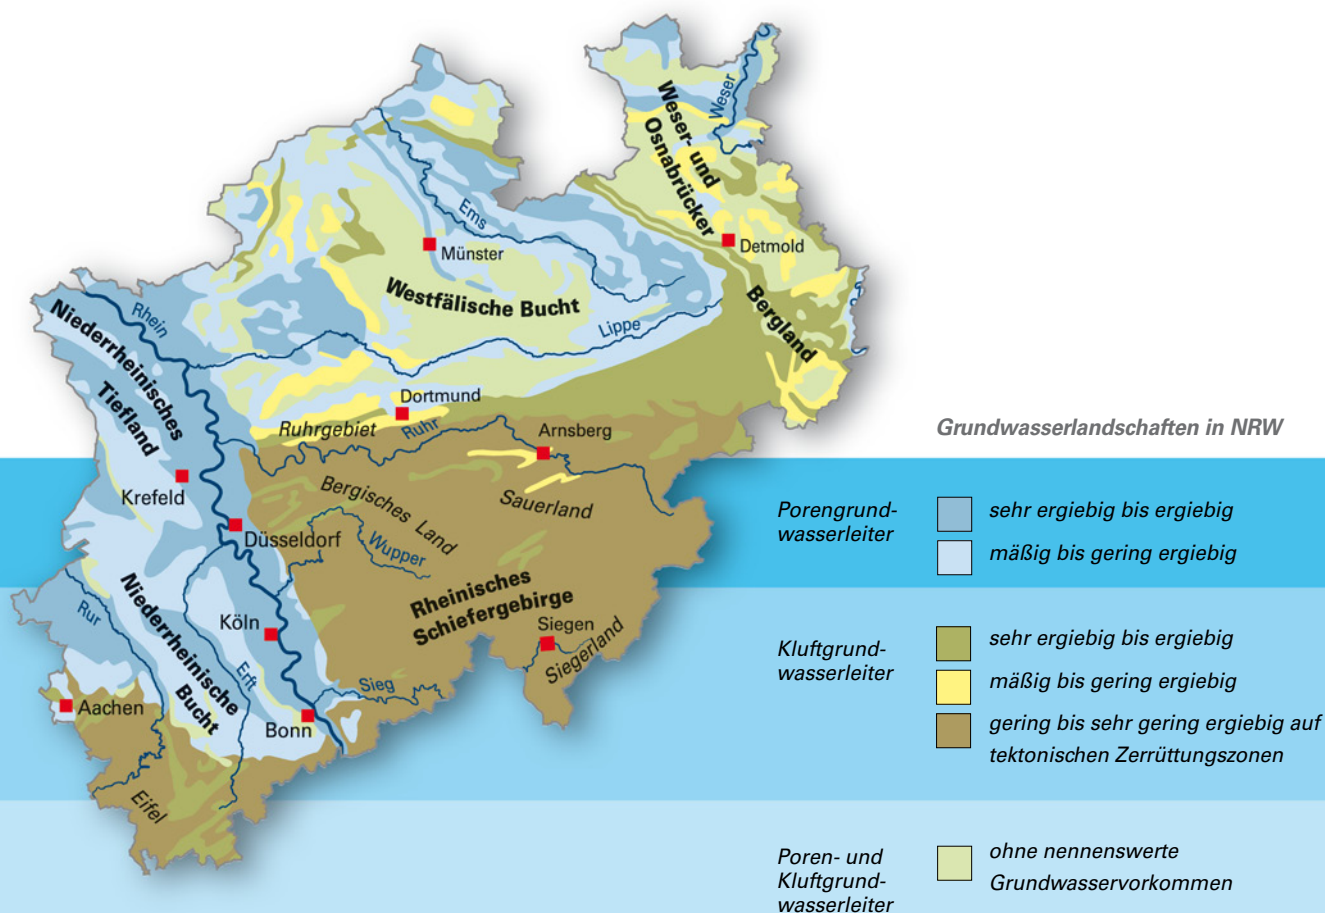 Weser
Weser- und
Osnabrücker
Bergland
Ems
Münster
Detmold
Westfälische Bucht
Lippe
Rhein
Niederrheinisches
Tiefland
Dortmund
Ruhrgebiet
Ruhr
Arnsberg
Krefeld
Bergisches Land
Sauerland
Düsseldorf
Wupper
Niederrheinische
Bucht
Rheinisches
Schiefergebirge
Rur
Köln
Erft
Siegen
Siegerland
Sieg
Aachen
Bonn
Eifel
Grundwasserlandschaften in NRW
Porengrund-
wasserleiter
sehr ergiebig bis ergiebig
mäßig bis gering ergiebig
Kluftgrund-
wasserleiter
sehr ergiebig bis ergiebig
mäßig bis gering ergiebig
gering bis sehr gering ergiebig auf
tektonischen Zerrüttungszonen
Poren- und
Kluftgrund-
wasserleiter
ohne nennenswerte
Grundwasservorkommen